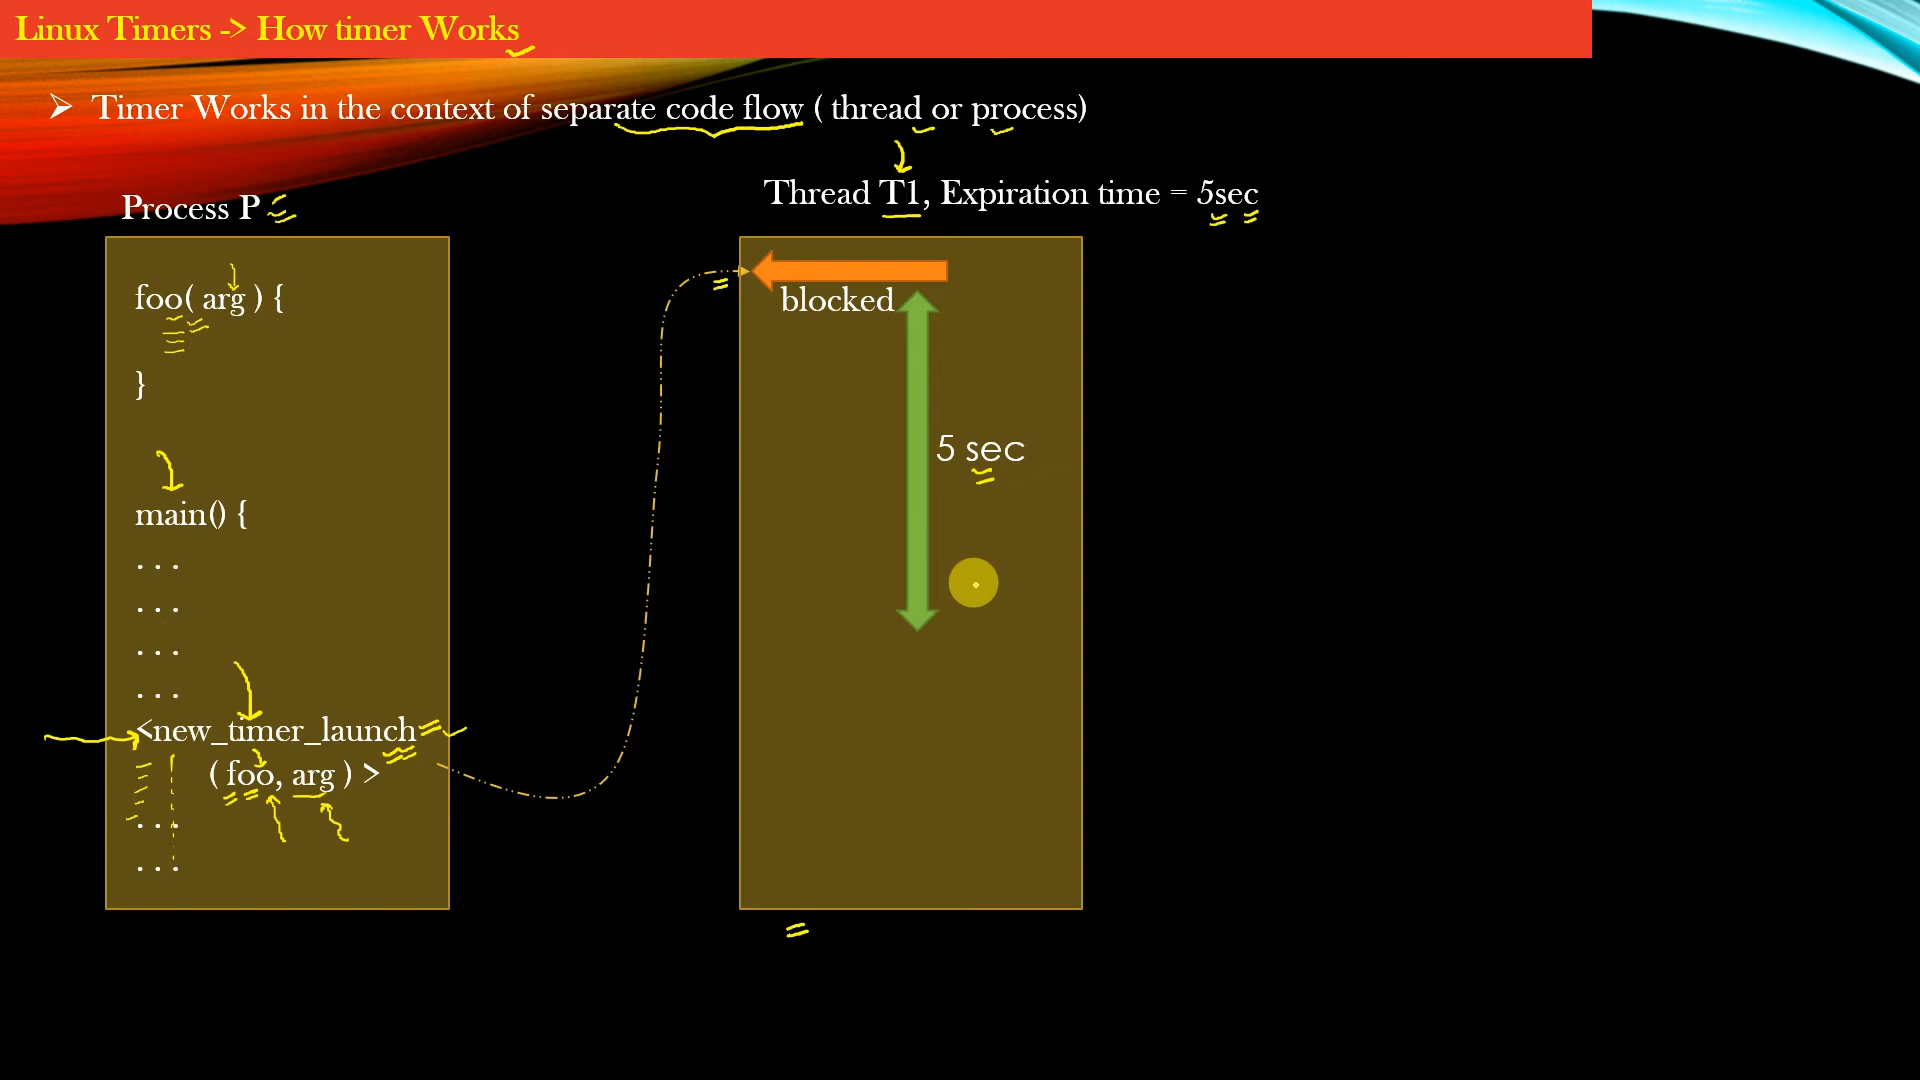 Linux Timers -> How timer Works
➢ Timer Works in the context of separate code flow ( thread or process)
Process P
Thread T1, Expiration time = 5sec
foo( arg ) {
}
main() {
. . .
. . .
. . .
. . .
<new_timer_launch
( foo, arg ) >
. . .
. . .
blocked
5 sec